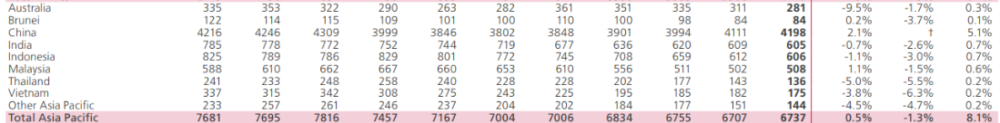 Australia 335 353 322 290 263 282 361 351 335 311 281 -9.5% -1.7% 0.3%
Brunei 122 114 115 109 101 100 110 100 98 84 84 0.2% -3.7% 0.1%
China 4216 4246 4309 3999 3846 3802 3848 3901 3994 4111 4198 2.1% † 5.1%
India 785 778 772 752 744 719 677 636 620 609 605 -0.7% -2.6% 0.7%
Indonesia 825 789 786 829 801 772 745 708 659 612 606 -1.1% -3.0% 0.7%
Malaysia 588 610 662 667 660 653 610 556 511 502 508 1.1% -1.5% 0.6%
Thailand 241 233 248 258 240 228 228 202 177 143 136 -5.0% -5.5% 0.2%
Vietnam 337 315 342 308 275 243 225 195 185 182 175 -3.8% -6.3% 0.2%
Other Asia Pacific 233 257 261 246 237 204 202 184 177 151 144 -4.5% -4.7% 0.2%
Total Asia Pacific 7681 7695 7816 7457 7167 7004 7006 6834 6755 6707 6737 0.5% -1.3% 8.1%